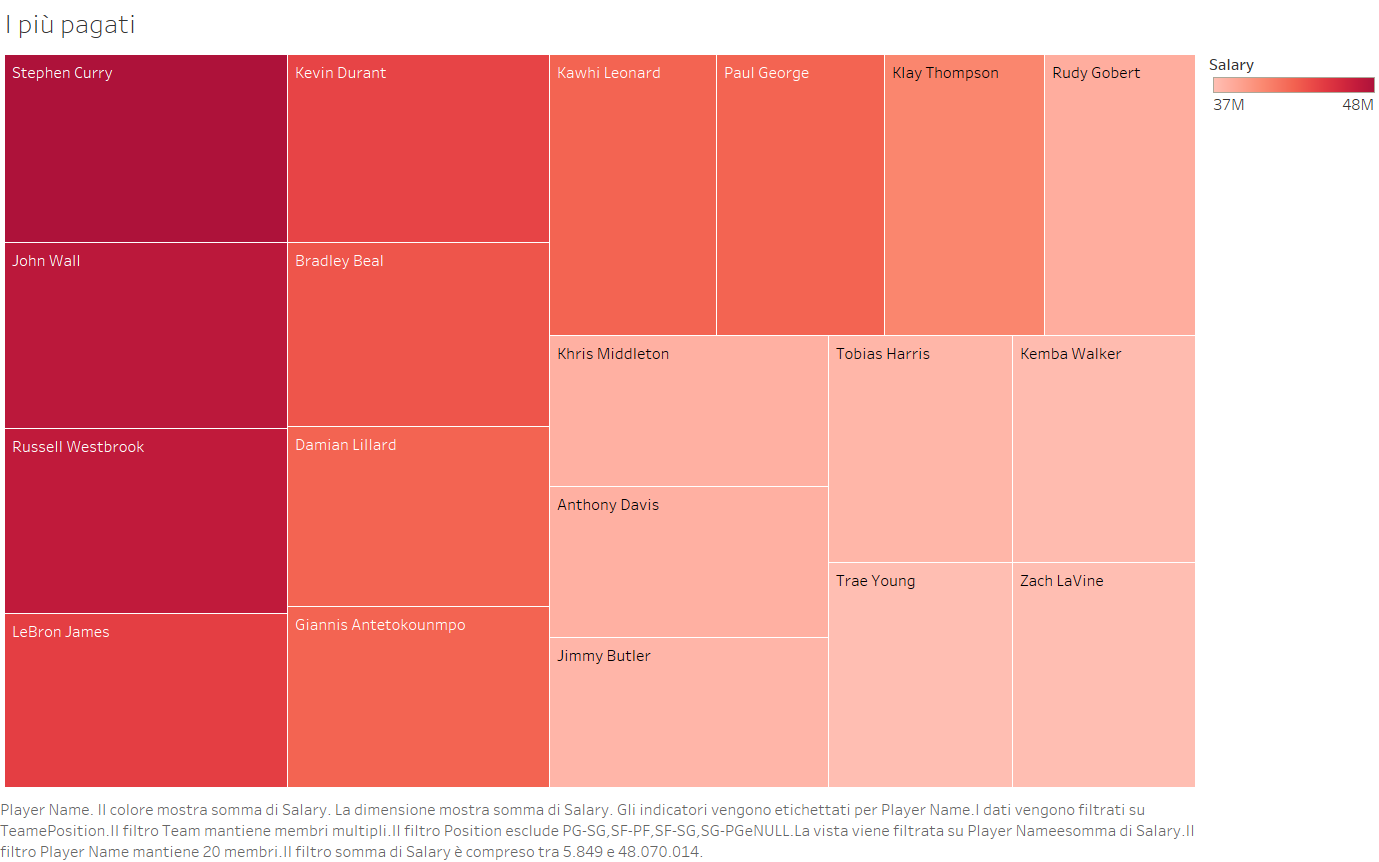 I più pagati
Stephen Curry
Kevin Durant
Kawhi Leonard
Paul George
Klay Thompson
Rudy Gobert
Salary
37M
48M
John Wall
Bradley Beal
Khris Middleton
Tobias Harris
Kemba Walker
Russell Westbrook
Damian Lillard
Anthony Davis
Trae Young
Zach LaVine
LeBron James
Giannis Antetokounmpo
Jimmy Butler
Player Name. Il colore mostra somma di Salary. La dimensione mostra somma di Salary. Gli indicatori vengono etichettati per Player Name.I dati vengono filtrati su
TeamePosition.Il filtro Team mantiene membri multipli.Il filtro Position esclude PG-SG,SF-PF,SF-SG,SG-PGeNULL.La vista viene filtrata su Player Nameesomma di Salary.Il
filtro Player Name mantiene 20 membri.Il filtro somma di Salary è compreso tra 5.849 e 48.070.014.